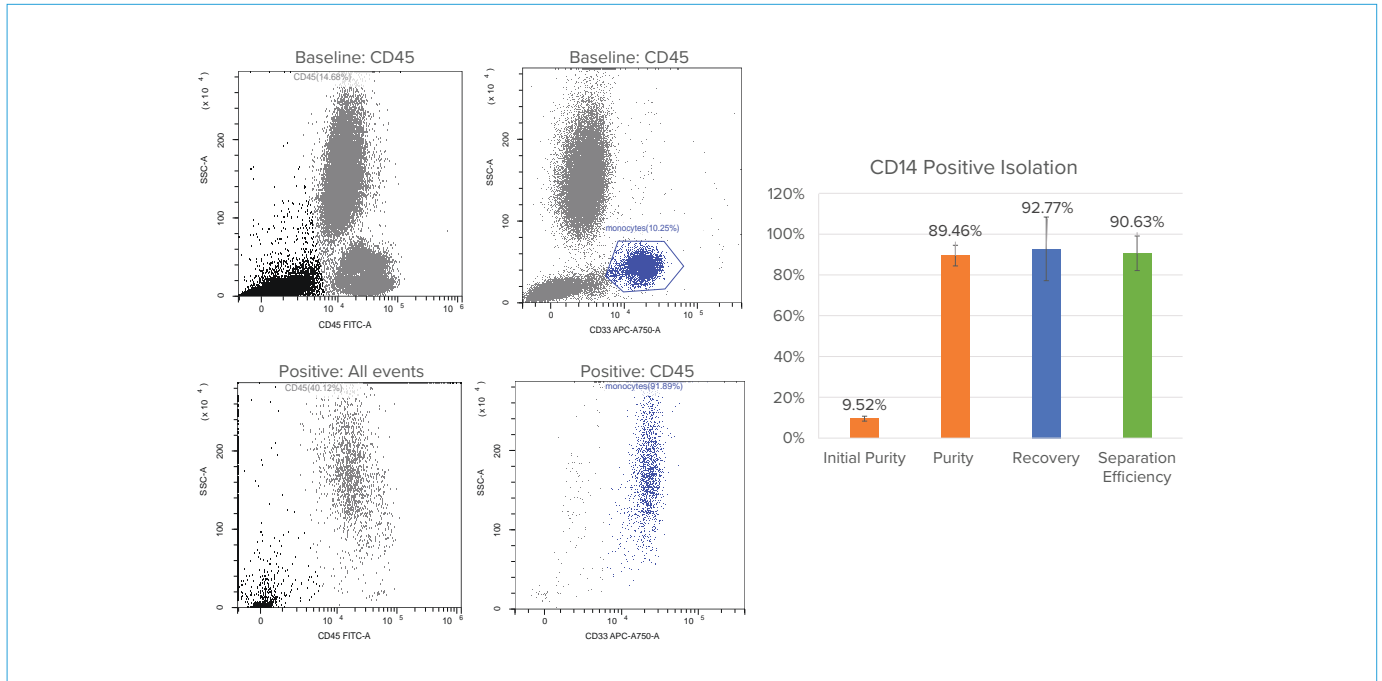 Baseline: CD45
CD45(14.68%)
(x 10 4 )
SSC-A
200
100
0
0
10 4
10 5
10 6
CD45 FITC-A
Baseline: CD45
(x 10 4 )
SSC-A
200
100
0
monocytes(10.25%)
0
10 4
10 5
CD33 APC-A750-A
Positive: All events
CD45(40.12%)
(x 10 4 )
SSC-A
200
100
0
0
10 4
10 5
10 6
CD45 FITC-A
Positive: CD45
monocytes(91.89%)
(x 10 4 )
SSC-A
200
100
0
0
10 4
10 5
CD33 APC-A750-A
CD14 Positive Isolation
120%
100%
80%
60%
40%
20%
0%
9.52%
89.46%
92.77%
90.63%
Initial Purity
Purity
Recovery
Separation
Efficiency